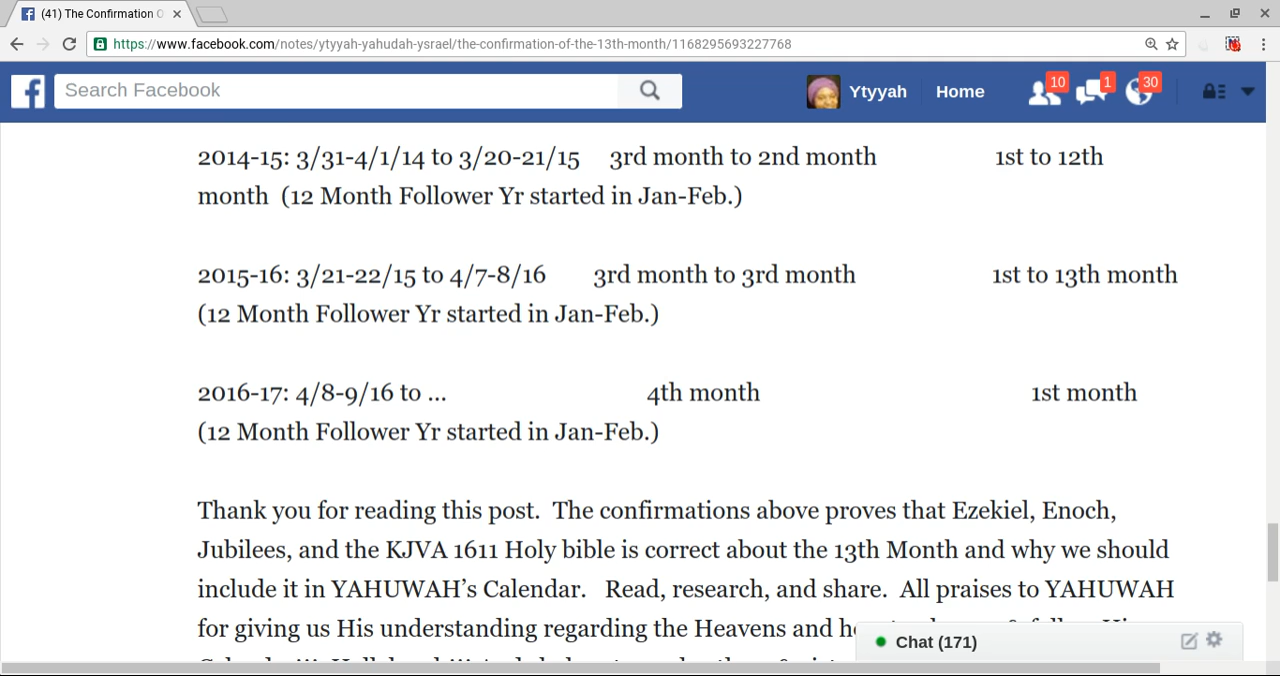 (41) The Confirmation O
https://www.facebook.com/notes/ytyyah-yahudah-ysrael/the-confirmation-of-the-13th-month/1168295693227768
Search Facebook
Ytyyah Home 10 1 30
2014-15: 3/31-4/1/14 to 3/20-21/15 3rd month to 2nd month 1st to 12th
month (12 Month Follower Yr started in Jan-Feb.)
2015-16: 3/21-22/15 to 4/7-8/16 3rd month to 3rd month 1st to 13th month
(12 Month Follower Yr started in Jan-Feb.)
2016-17: 4/8-9/16 to ... 4th month 1st month
(12 Month Follower Yr started in Jan-Feb.)
Thank you for reading this post. The confirmations above proves that Ezekiel, Enoch,
Jubilees, and the KJVA 1611 Holy bible is correct about the 13th Month and why we should
include it in YAHUWAH's Calendar. Read, research, and share. All praises to YAHUWAH
for giving us His understanding regarding the Heavens and
Chat (171)